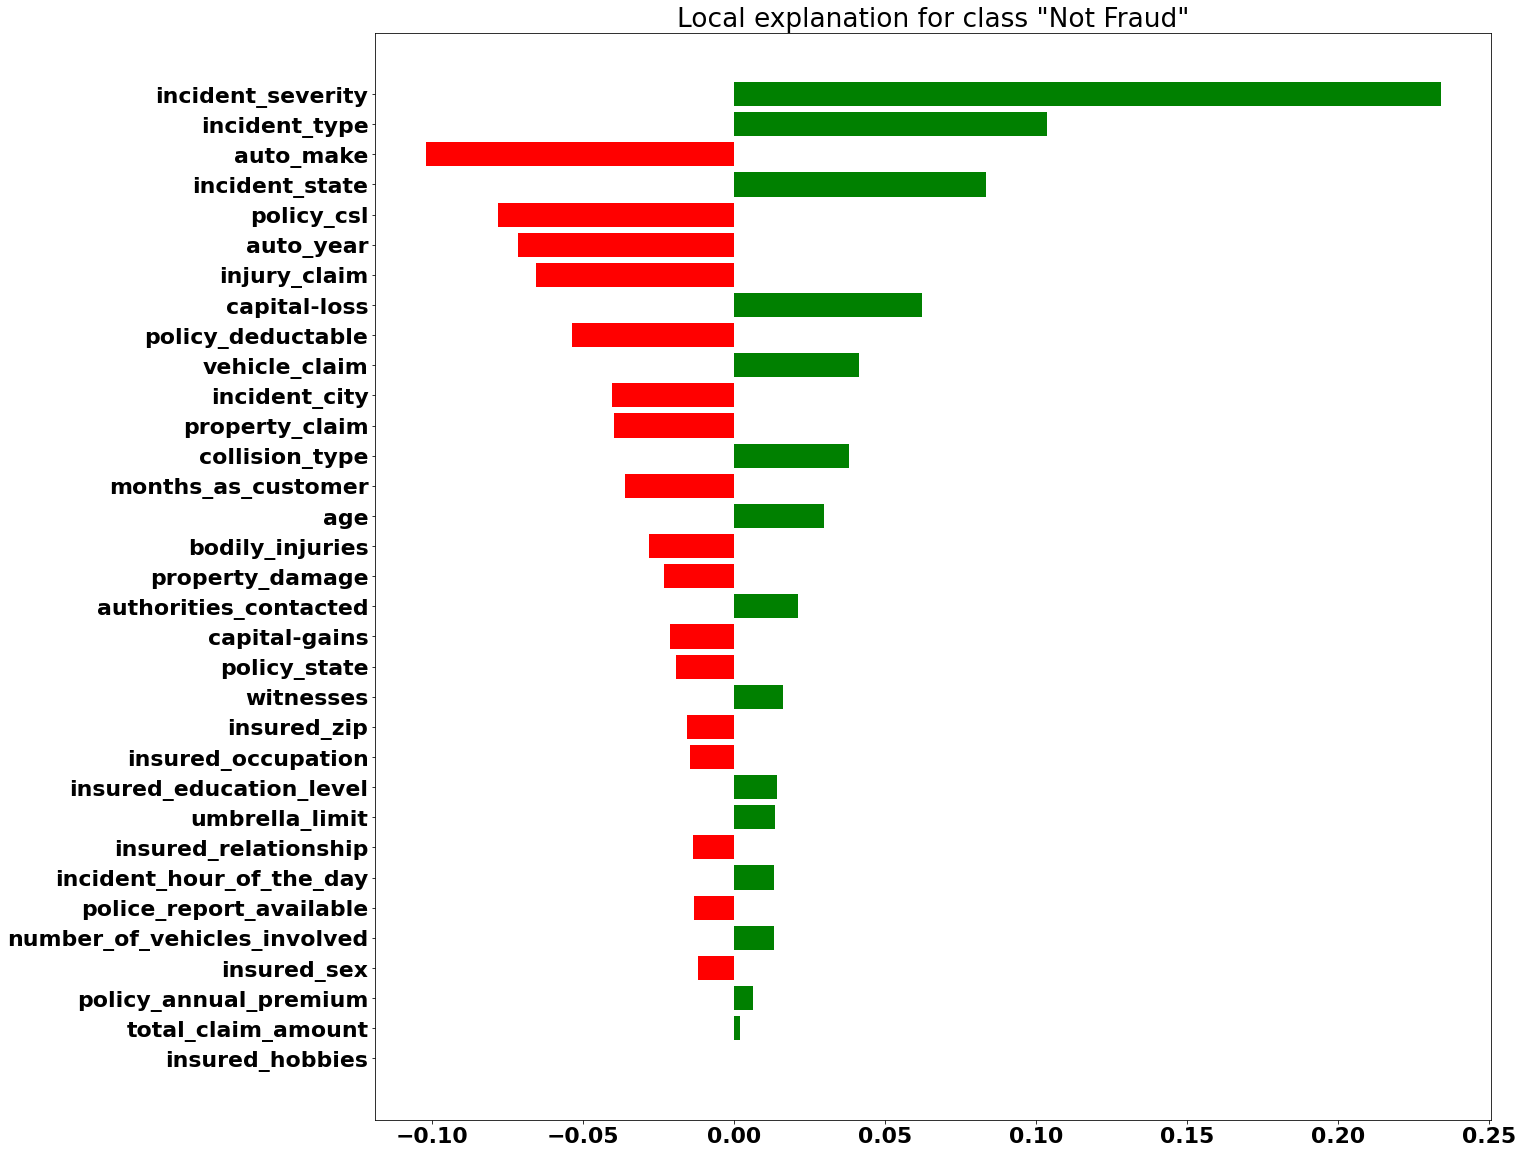 Local explanation for class "Not Fraud"
incident_severity
incident_type
auto_make
incident_state
policy_csl
auto_year
injury_claim
capital-loss
policy_deductable
vehicle_claim
incident_city
property_claim
collision_type
months_as_customer
age
bodily_injuries
property_damage
authorities_contacted
capital-gains
policy_state
witnesses
insured_zip
insured_occupation
insured_education_level
umbrella_limit
insured_relationship
incident_hour_of_the_day
police_report_available
number_of_vehicles_involved
insured_sex
policy_annual_premium
total_claim_amount
insured_hobbies
−0.10 −0.05 0.00 0.05 0.10 0.15 0.20 0.25